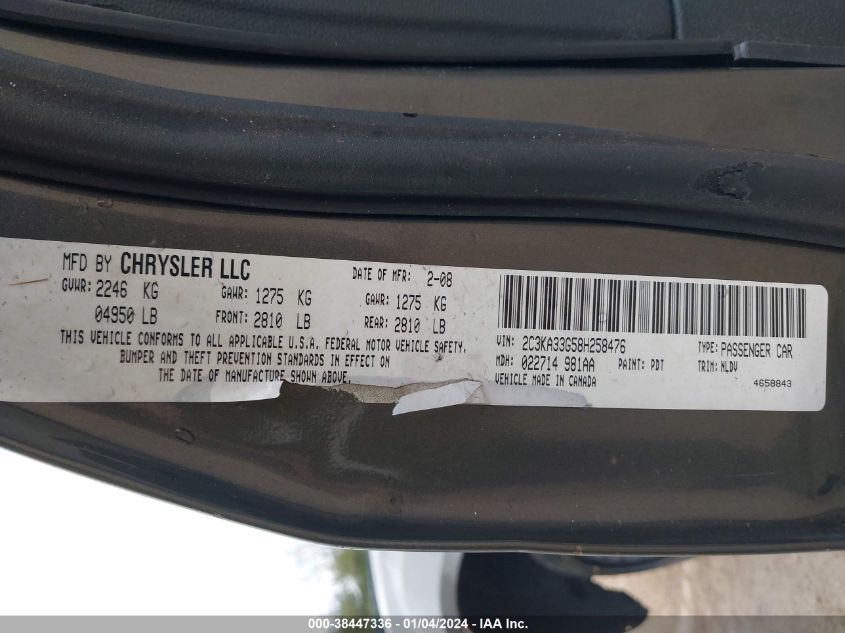 MFD BY CHRYSLER LLC
DATE OF MFR: 2-08
GVWR: 2246 KG
GAWR: 1275 KG
GAWR: 1275 KG
04950 LB
FRONT: 2810 LB
REAR: 2810 LB
THIS VEHICLE CONFORMS TO ALL APPLICABLE U.S.A. FEDERAL MOTOR VEHICLE SAFETY,
BUMPER AND THEFT PREVENTION STANDARDS IN EFFECT ON
THE DATE OF MANUFACTURE SHOWN ABOVE.
VIN: 2C3KA33G58H258476
TYPE: PASSENGER CAR
MDH: 022714 981AA
PAINT: PDT
TRIM: NLDV
VEHICLE MADE IN CANADA
4658843
000-38447336 - 01/04/2024 - IAA Inc.